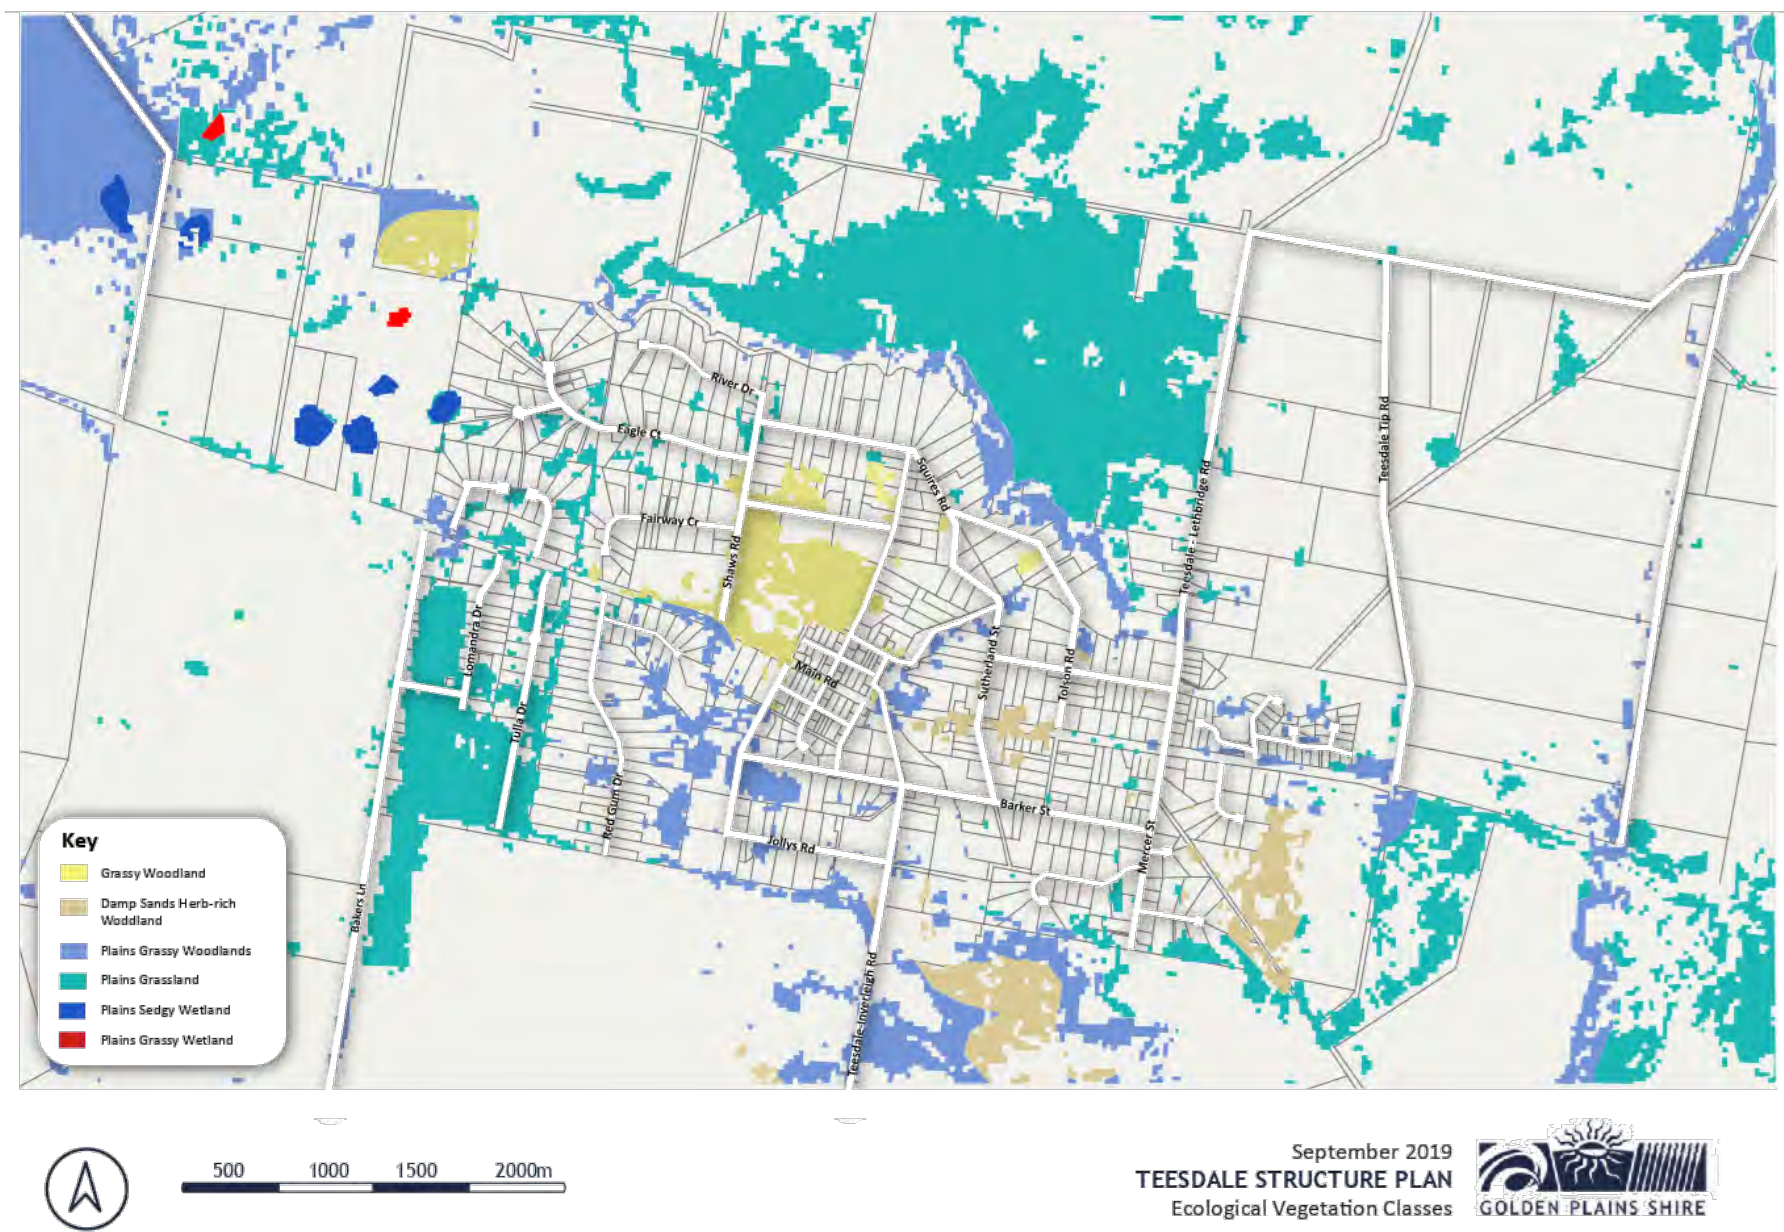 River Dr
Eagle Ct
Squires Rd
Teesdale Tip Rd
Teesdale - Lethbridge Rd
Fairway Cr
Shaws Rd
Lomandra Dr
Main Rd
Sutherland St
Tolson Rd
Tulla Dr
Red Gum Dr
Barker St
Jollys Rd
Mercer St
Bakers Ln
Teesdale-Inverleigh Rd
Key
Grassy Woodland
Damp Sands Herb-rich
Woddland
Plains Grassy Woodlands
Plains Grassland
Plains Sedgy Wetland
Plains Grassy Wetland
500 1000 1500 2000m
September 2019
TEESDALE STRUCTURE PLAN
Ecological Vegetation Classes
GOLDEN PLAINS SHIRE